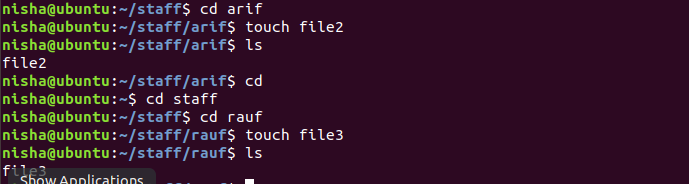 nisha@ubuntu:~/staff$ cd arif
nisha@ubuntu:~/staff/arif$ touch file2
nisha@ubuntu:~/staff/arif$ ls
file2
nisha@ubuntu:~/staff/arif$ cd
nisha@ubuntu:~$ cd staff
nisha@ubuntu:~/staff$ cd rauf
nisha@ubuntu:~/staff/rauf$ touch file3
nisha@ubuntu:~/staff/rauf$ ls
file3
Show Applications